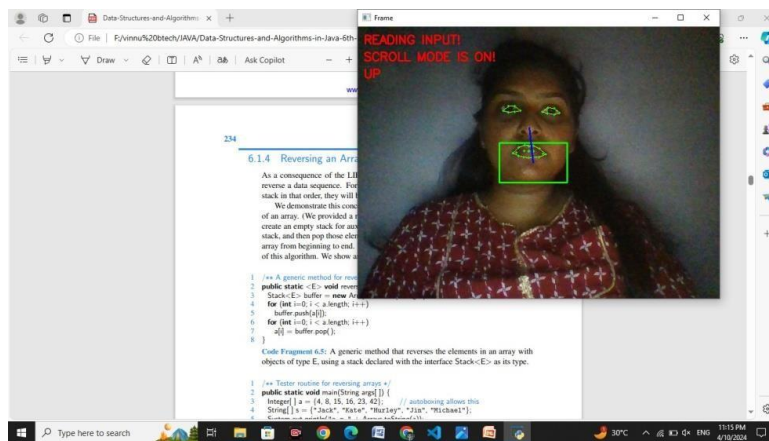 Data-Structures-and-Algorithms
Frame
File
F:/vinnu%20btech/JAVA/Data-Structures-and-Algorithms-in-Java-6th-
Draw
Ask Copilot
READING INPUT!
SCROLL MODE IS ON!
UP
www
234
6.1.4 Reversing an Arra
As a consequence of the LI
reverse a data sequence. For
stack in that order, they will
We demonstrate this conc
of an array. (We provided a
create an empty stack for aux
stack, and then pop those ele
array from beginning to end.
of this algorithm. We show a
1 /** A generic method for reve
2 public static <E> void revers
3 Stack<E> buffer = new Arr
4 for (int i=0; i < a.length; i++)
5 buffer.push(a[i]);
6 for (int i=0; i < a.length; i++)
7 a[i] = buffer.pop();
8 }
Code Fragment 6.5: A generic method that reverses the elements in an array with
objects of type E, using a stack declared with the interface Stack<E> as its type.
1 /** Tester routine for reversing arrays */
2 public static void main(String args[ ]) {
3 Integer[ ] a = {4, 8, 15, 16, 23, 42}; // autoboxing allows this
4 String[ ] s = {"Jack", "Kate", "Hurley", "Jin", "Michael"};
Type here to search
30°C
ENG
11:15 PM
4/10/2024